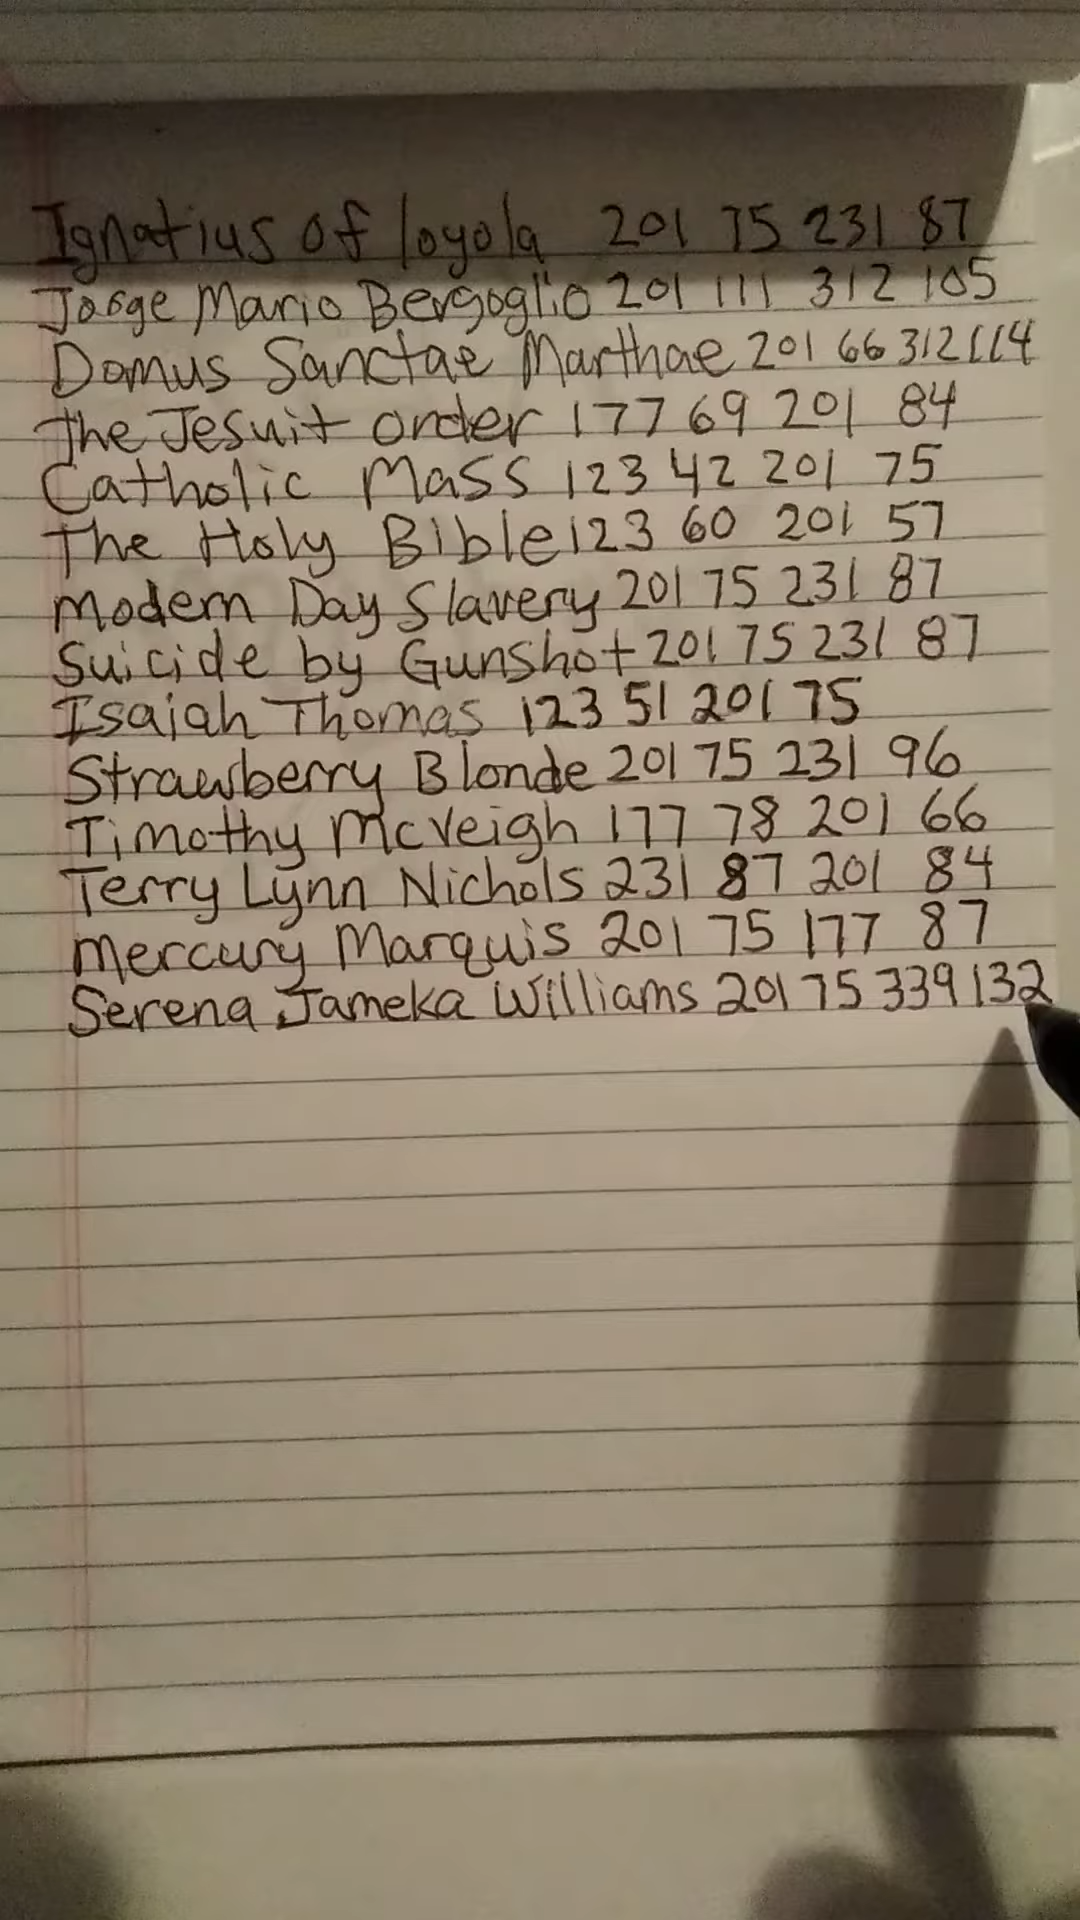 Ignatius of loyola 201 75 231 87
Jorge Mario Bergoglio 201 111 312 105
Domus Sanctae Marthae 201 66 312 114
The Jesuit order 177 69 201 84
Catholic Mass 123 42 201 75
The Holy Bible 123 60 201 57
Modern Day Slavery 201 75 231 87
Suicide by Gunshot 201 75 231 87
Isaiah Thomas 123 51 201 75
Strawberry Blonde 201 75 231 96
Timothy McVeigh 177 78 201 66
Terry Lynn Nichols 231 87 201 84
Mercury Marquis 201 75 177 87
Serena Jameka Williams 201 75 339 132